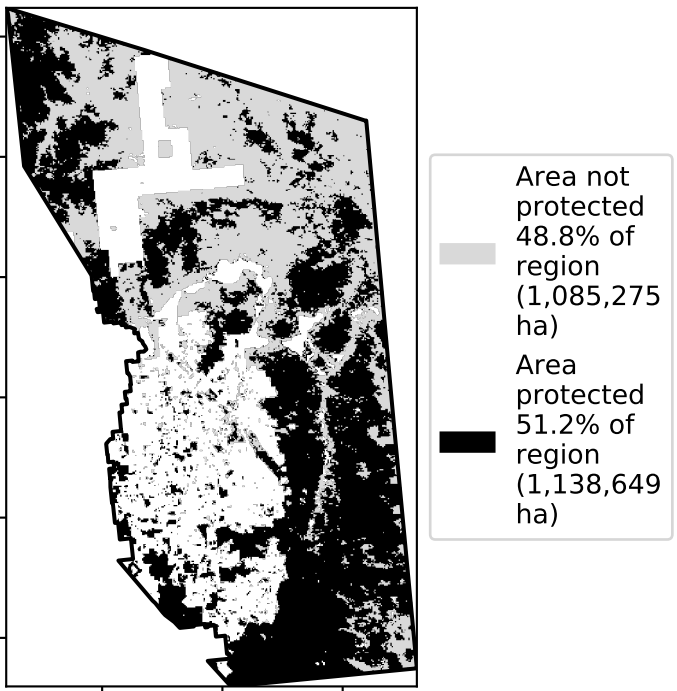 Area not
protected
48.8% of
region
(1,085,275
ha)
Area
protected
51.2% of
region
(1,138,649
ha)